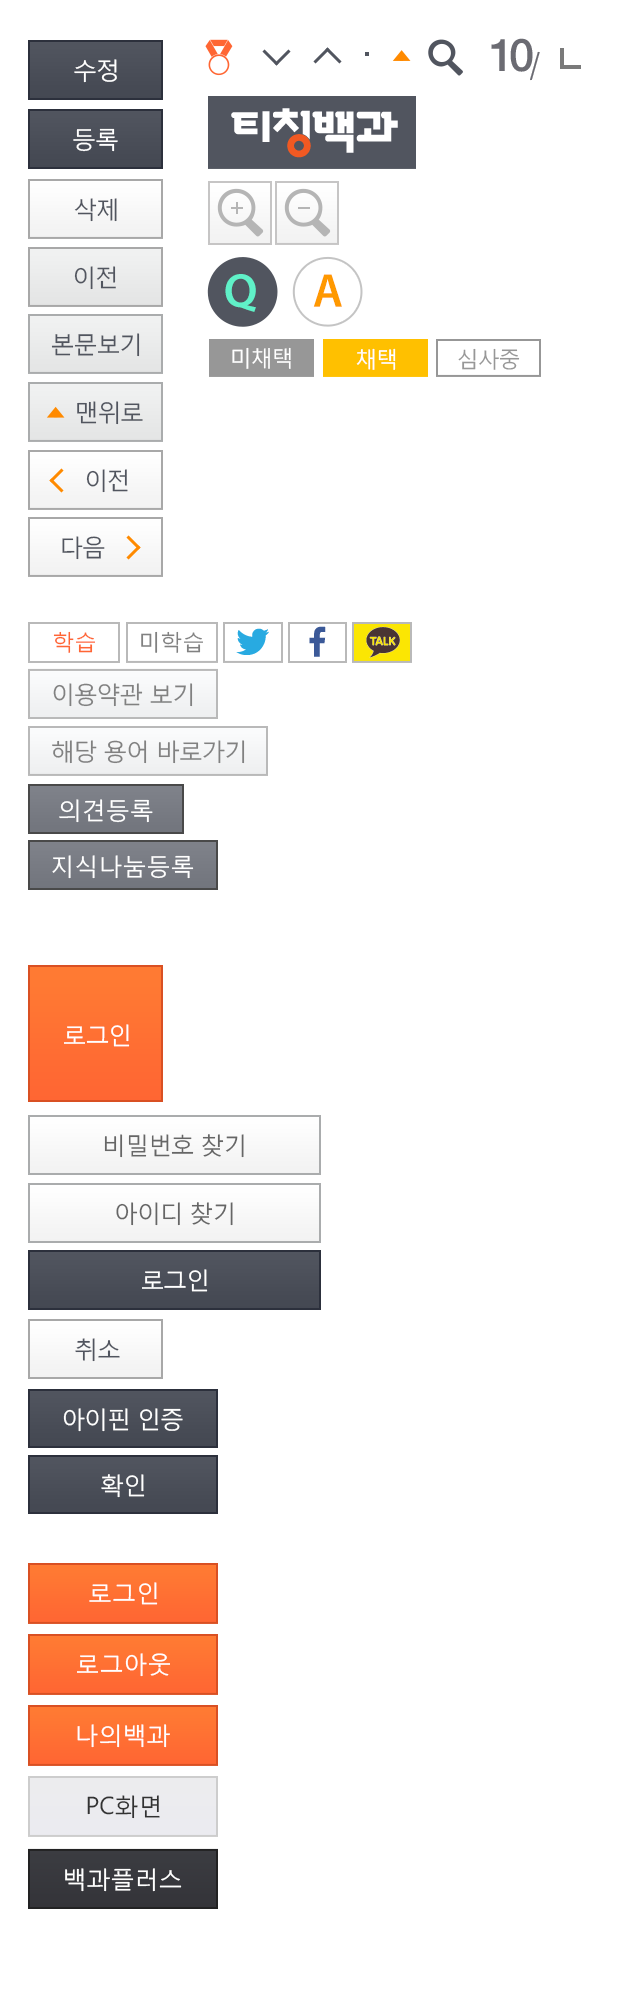 수정
10/
등록
티칭백과
삭제
이전
Q A
본문보기
미채택 채택 심사중
맨위로
이전
다음
학습 미학습 TALK
이용약관 보기
해당 용어 바로가기
의견등록
지식나눔등록
로그인
비밀번호 찾기
아이디 찾기
로그인
취소
아이핀 인증
확인
로그인
로그아웃
나의백과
PC화면
백과플러스